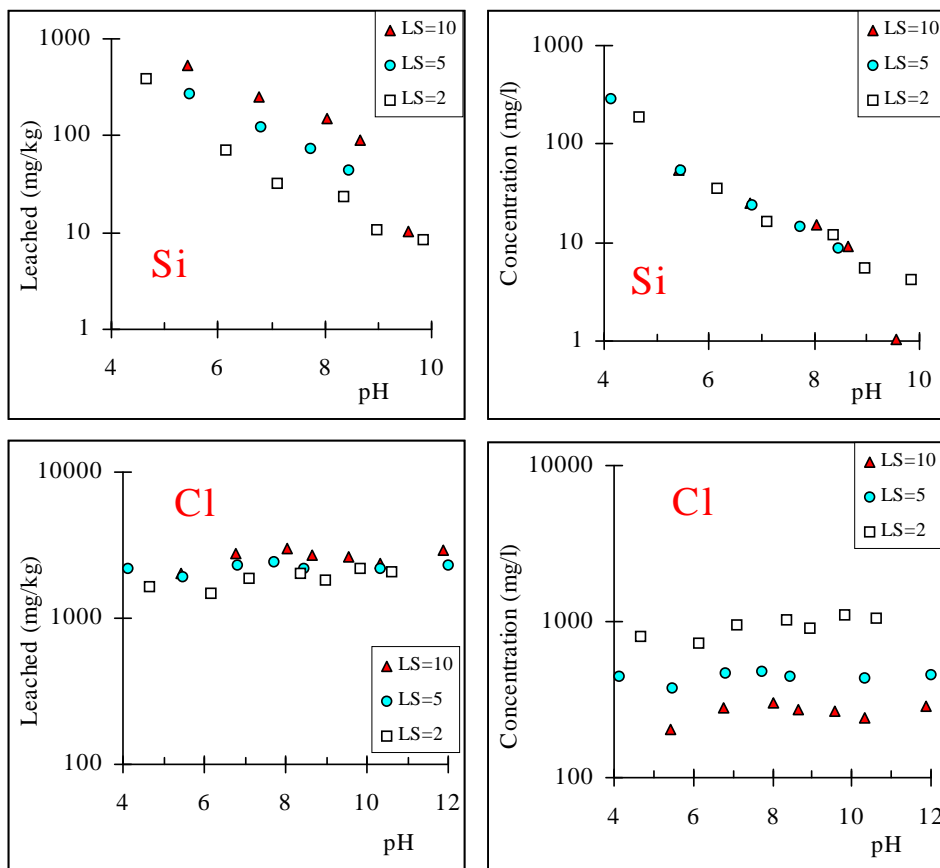 1000
100
10
1
Leached (mg/kg)
Si
LS=10
LS=5
LS=2
4 6 8 10
pH
1000
100
10
1
Concentration (mg/l)
Si
LS=10
LS=5
LS=2
4 6 8 10
pH
10000
1000
100
Leached (mg/kg)
Cl
LS=10
LS=5
LS=2
4 6 8 10 12
pH
10000
1000
100
Concentration (mg/l)
Cl
LS=10
LS=5
LS=2
4 6 8 10 12
pH